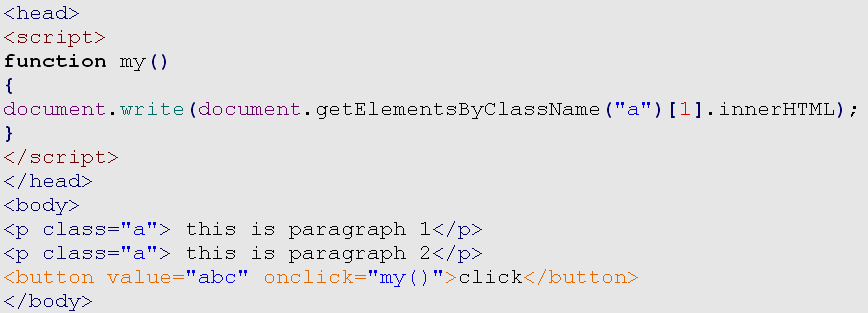 <head>
<script>
function my()
{
document.write(document.getElementsByClassName("a")[1].innerHTML);
}
</script>
</head>
<body>
<p class="a"> this is paragraph 1</p>
<p class="a"> this is paragraph 2</p>
<button value="abc" onclick="my()">click</button>
</body>